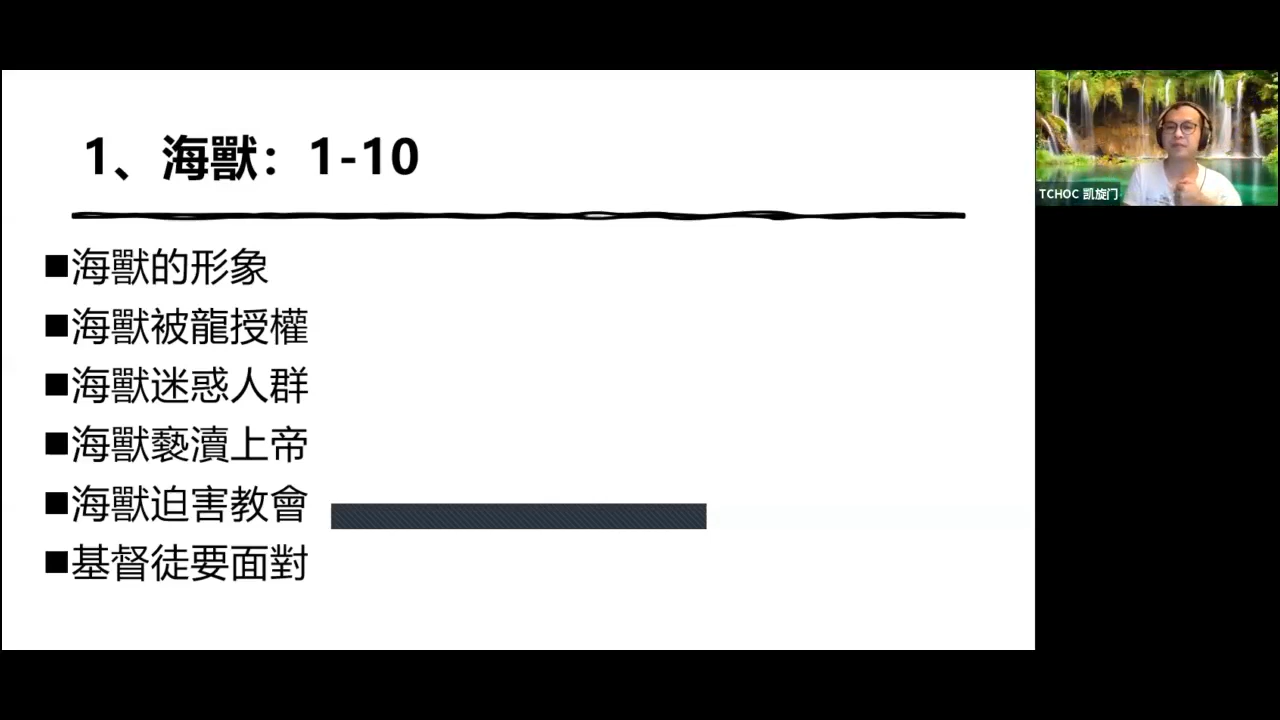 1、海獸：1-10
■海獸的形象
■海獸被龍授權
■海獸迷惑人群
■海獸褻瀆上帝
■海獸迫害教會
■基督徒要面對
TCHOC 凯旋门